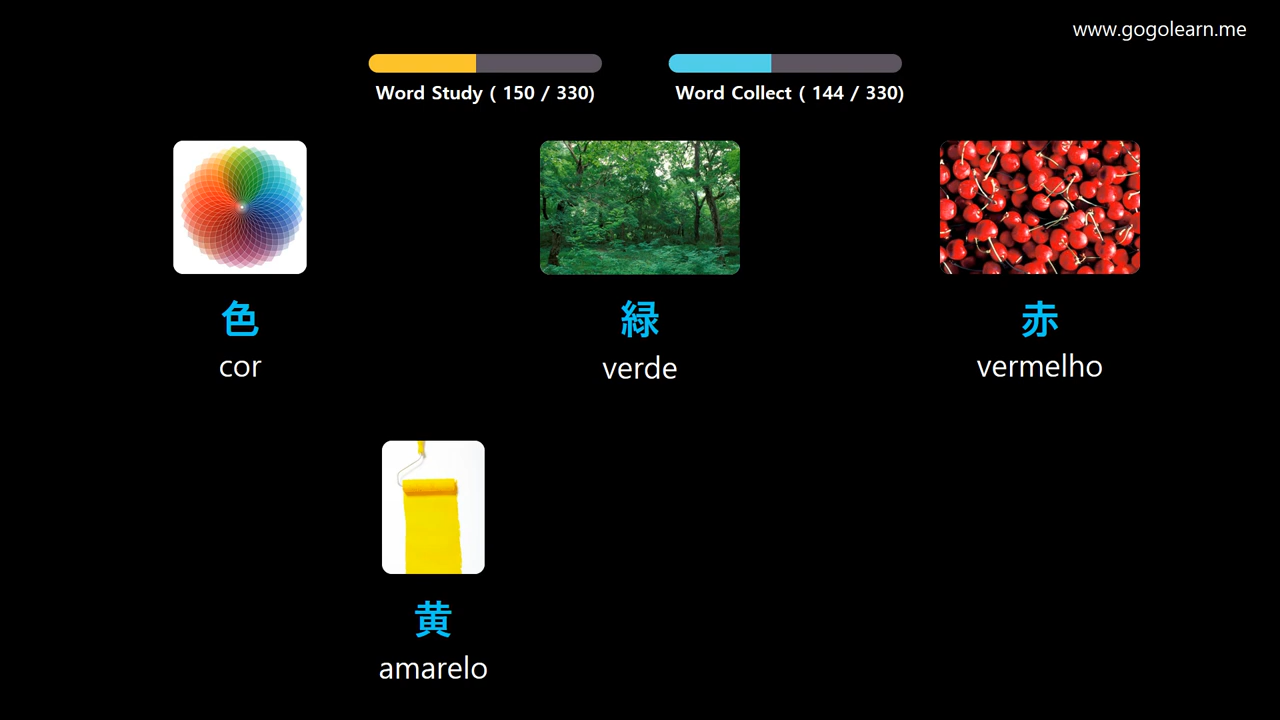 www.gogolearn.me
Word Study ( 150 / 330)
Word Collect ( 144 / 330)
色
cor
緑
verde
赤
vermelho
黄
amarelo